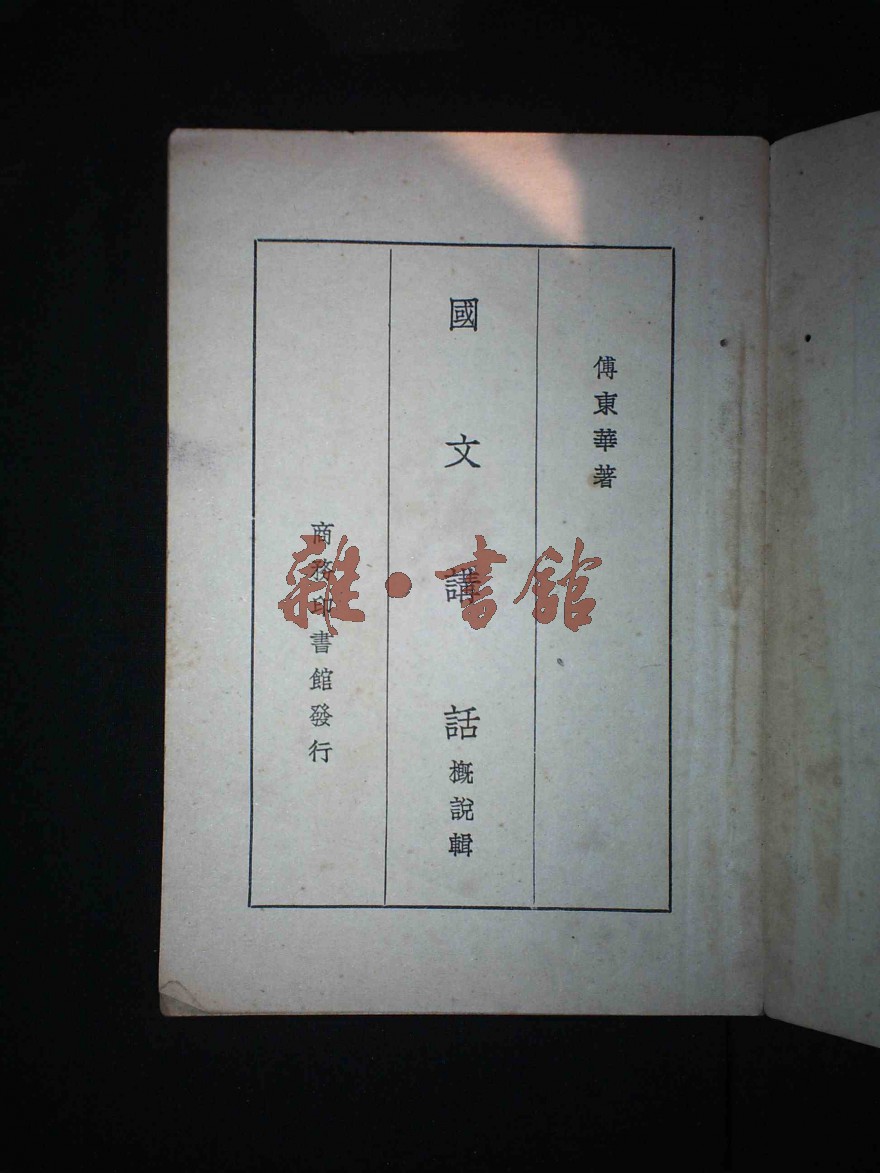 傅東華著
國文講話概說輯
商務印書館發行
雜·書館